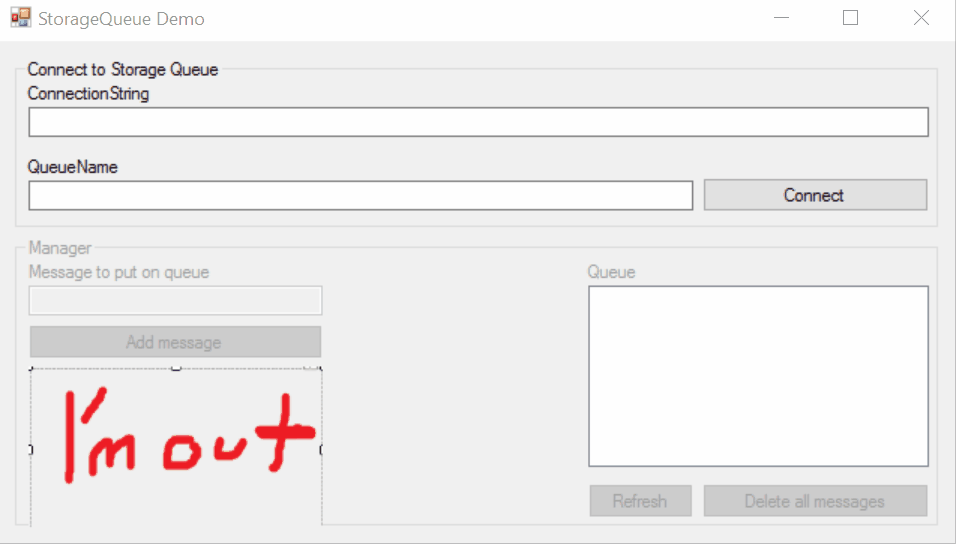 StorageQueue Demo
Connect to Storage Queue
ConnectionString
QueueName
Connect
Manager
Message to put on queue
Add message
I'm out
Queue
Refresh
Delete all messages